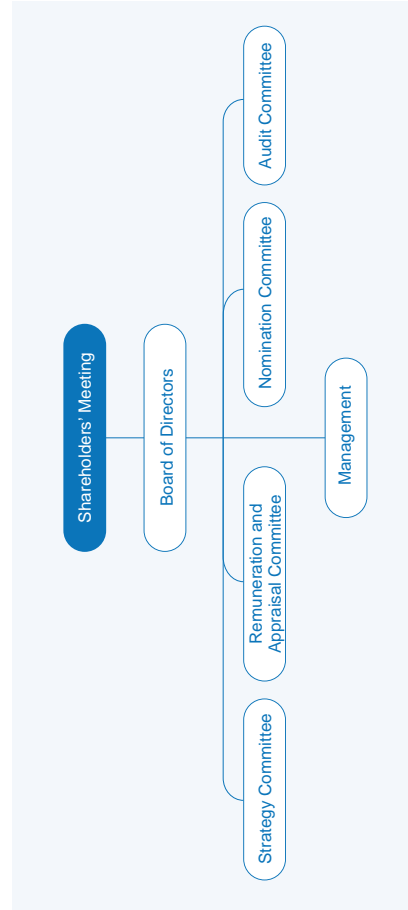 Shareholders’ Meeting
Board of Directors
Strategy Committee
Remuneration and
Appraisal Committee
Nomination Committee
Audit Committee
Management